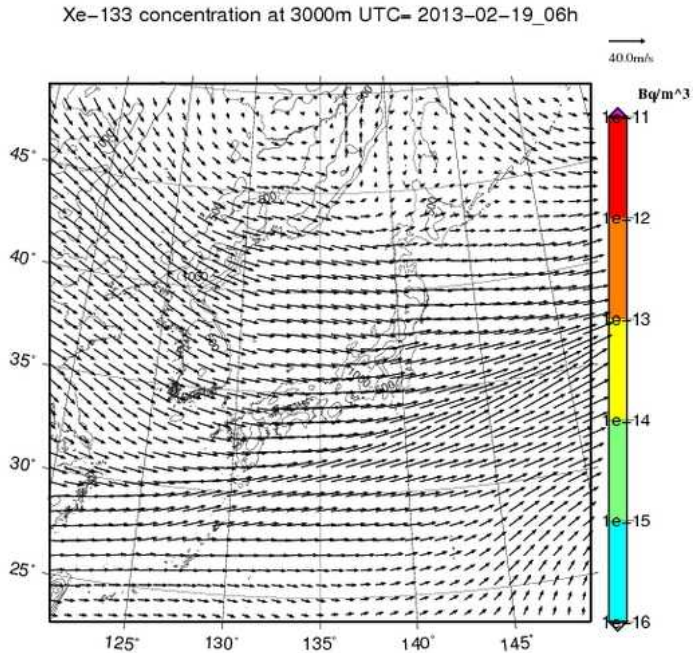 Xe-133 concentration at 3000m UTC= 2013-02-19_06h
40.0m/s
Bq/m^3
1e-11
45°
1e-12
40°
1e-13
35°
1e-14
30°
1e-15
25°
1e-16
125° 130° 135° 140° 145°